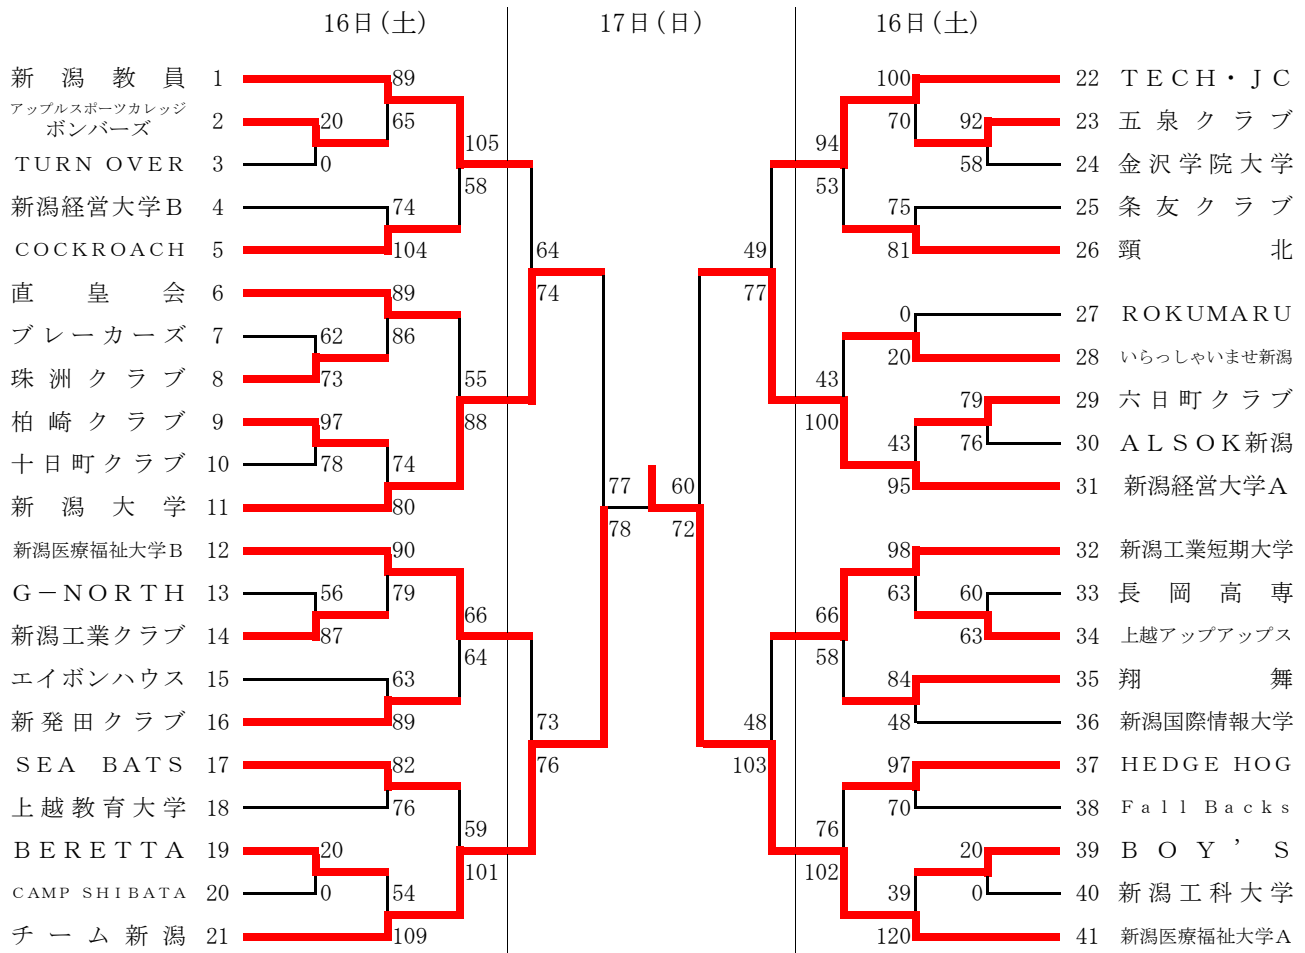 16日(土) 17日(日) 16日(土)
新潟教員 1 89 100 22 TECH・JC
アップルスポーツカレッジ
ボンバーズ 2 20 65 70 92 23 五泉クラブ
105 94
TURN OVER 3 0 58 24 金沢学院大学
58 53
新潟経営大学B 4 74 75 25 条友クラブ
COCKROACH 5 104 64 49 81 26 頸北
直皇会 6 89 74 77
0 27 ROKUMARU
ブレーカーズ 7 62 86
20 28 いらっしゃいませ新潟
珠洲クラブ 8 73 55 43
79 29 六日町クラブ
柏崎クラブ 9 97 88 100
43 76 30 ALSOK新潟
十日町クラブ 10 78 74
77 60 95 31 新潟経営大学A
新潟大学 11 80
78 72
新潟医療福祉大学B 12 90 98 32 新潟工業短期大学
G-NORTH 13 56 79 63 60 33 長岡高専
66 66
新潟工業クラブ 14 87 63 34 上越アップアップス
64 58
エイボンハウス 15 63 84 35 翔舞
新発田クラブ 16 89 73 48 48 36 新潟国際情報大学
SEA BATS 17 82 76 103 97 37 HEDGE HOG
上越教育大学 18 76 70 38 Fall Backs
59 76
BERETTA 19 20 20 39 BOY'S
101 102
CAMP SHIBATA 20 0 54 39 0 40 新潟工科大学
チーム新潟 21 109 120 41 新潟医療福祉大学A